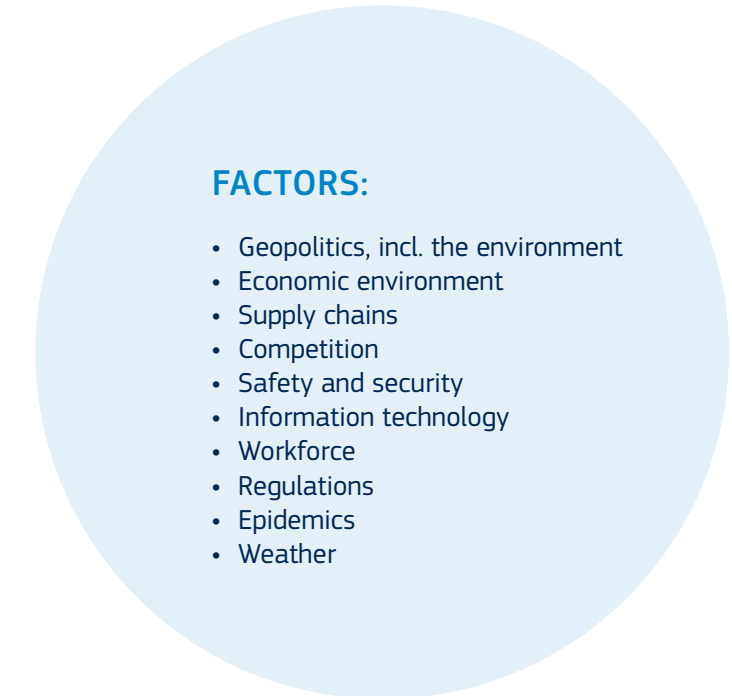 FACTORS:
• Geopolitics, incl. the environment
• Economic environment
• Supply chains
• Competition
• Safety and security
• Information technology
• Workforce
• Regulations
• Epidemics
• Weather